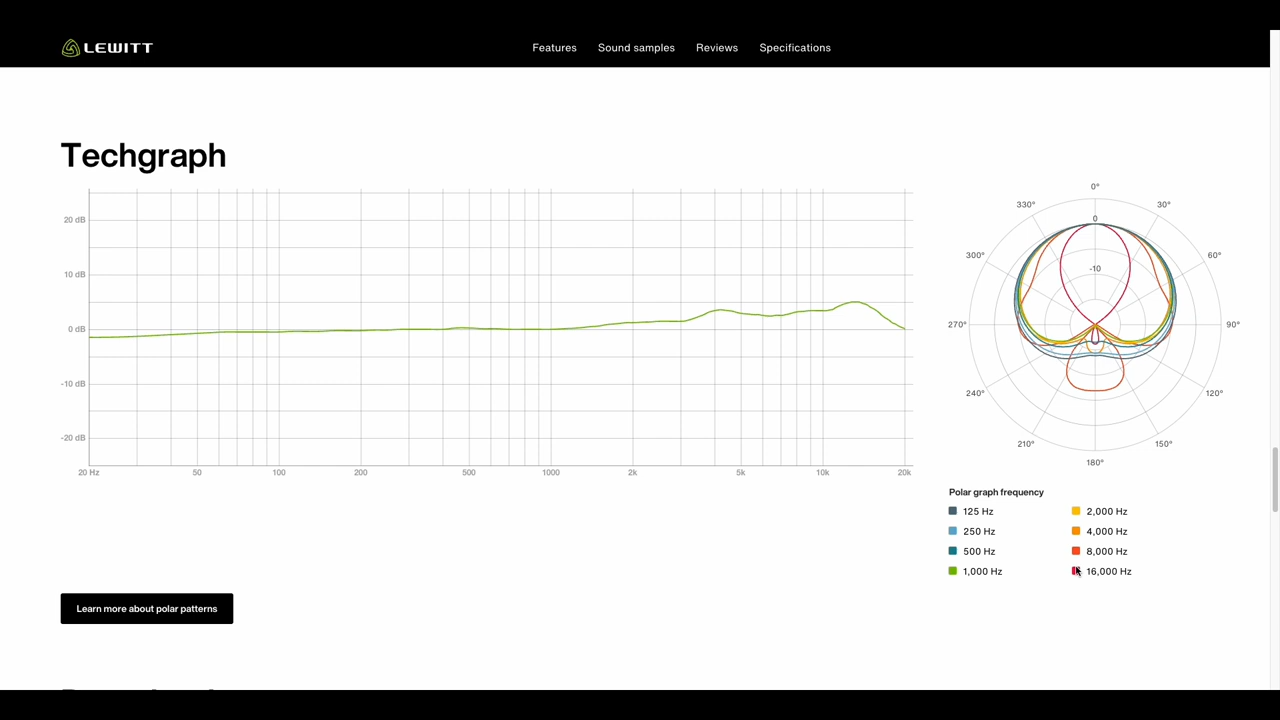 LEWITT
Features
Sound samples
Reviews
Specifications
Techgraph
20 dB
10 dB
0 dB
-10 dB
-20 dB
20 Hz
50
100
200
500
1000
2k
5k
10k
20k
0°
330°
30°
0
300°
60°
-10
270°
90°
240°
120°
210°
150°
180°
Polar graph frequency
125 Hz
2,000 Hz
250 Hz
4,000 Hz
500 Hz
8,000 Hz
1,000 Hz
16,000 Hz
Learn more about polar patterns